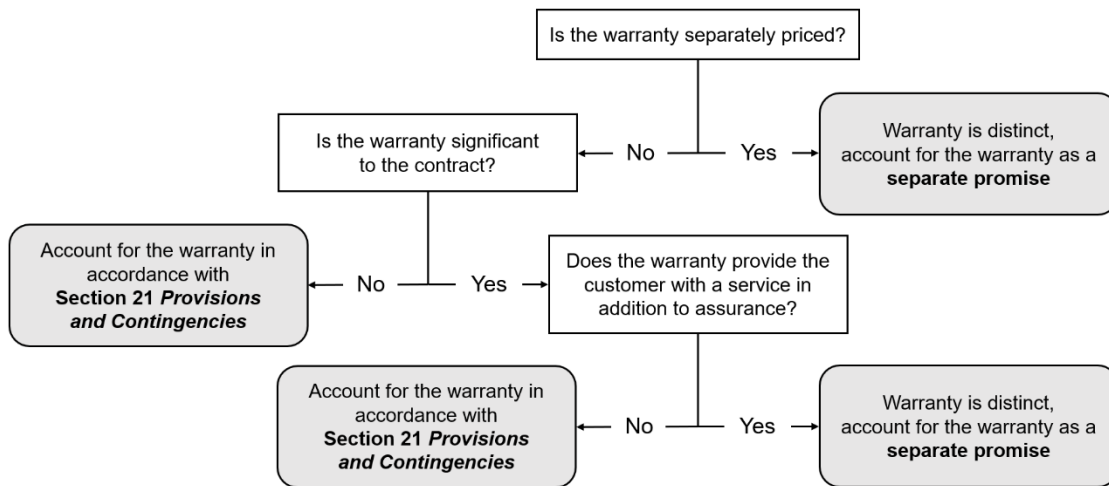 Is the warranty separately priced?
Is the warranty significant
to the contract?
No
Yes
Warranty is distinct,
account for the warranty as a
separate promise
Account for the warranty in
accordance with
Section 21 Provisions
and Contingencies
No
Yes
Does the warranty provide the
customer with a service in
addition to assurance?
Account for the warranty in
accordance with
Section 21 Provisions
and Contingencies
No
Yes
Warranty is distinct,
account for the warranty as a
separate promise